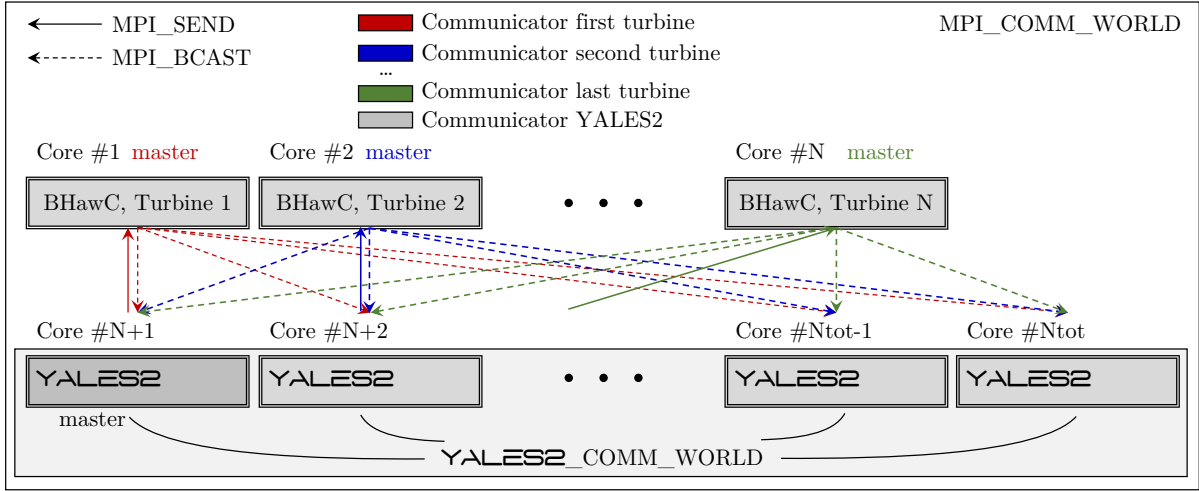 MPI_SEND
MPI_BCAST
Communicator first turbine
Communicator second turbine
...
Communicator last turbine
Communicator YALES2
MPI_COMM_WORLD
Core #1 master
Core #2 master
Core #N master
BHawC, Turbine 1
BHawC, Turbine 2
• • •
BHawC, Turbine N
Core #N+1
Core #N+2
Core #Ntot-1
Core #Ntot
YALES2
YALES2
• • •
YALES2
YALES2
master
YALES2_COMM_WORLD